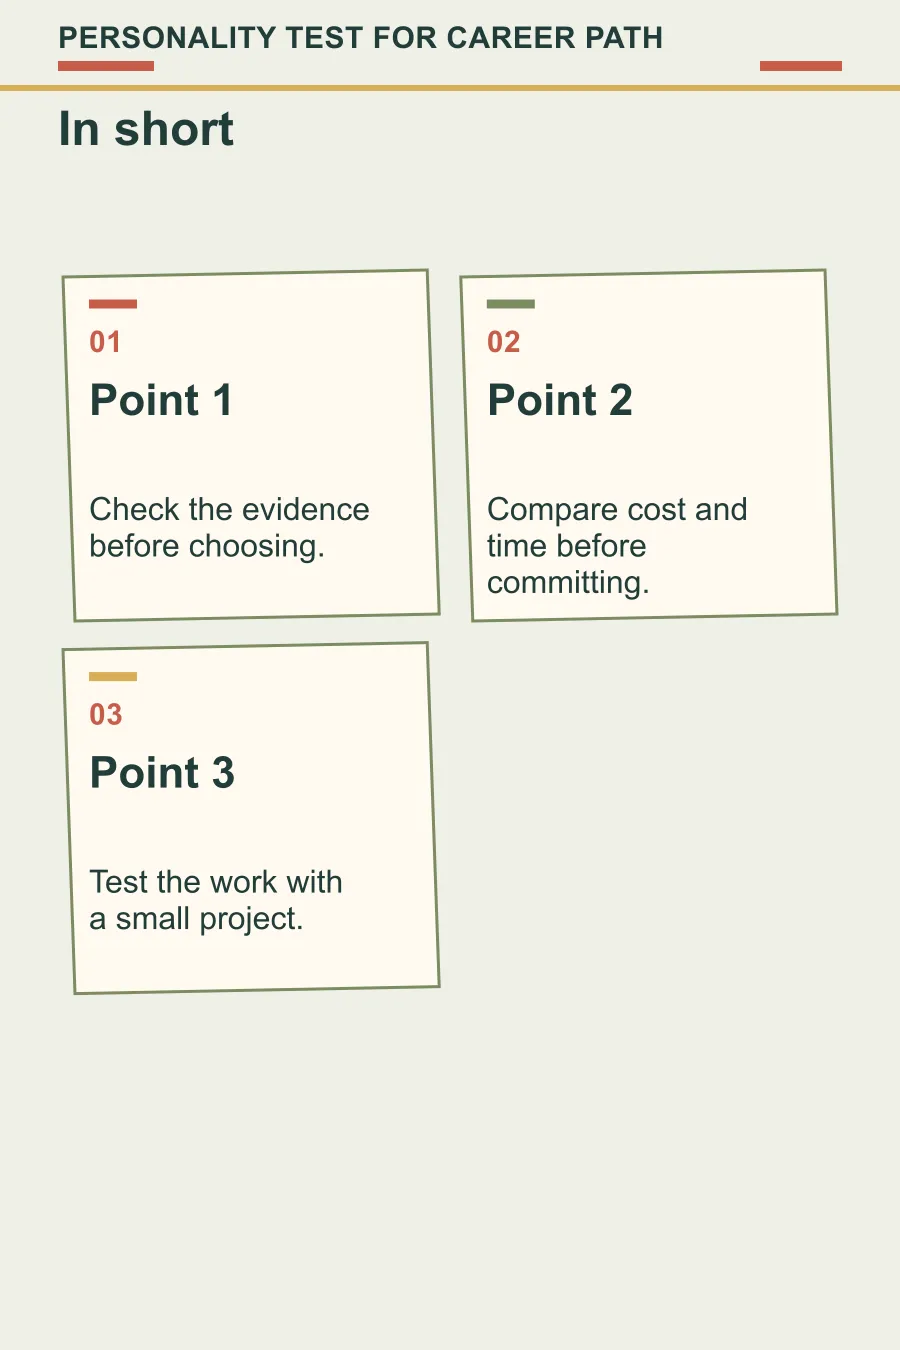 PERSONALITY TEST FOR CAREER PATH
In short
01
Point 1
Check the evidence
before choosing.
02
Point 2
Compare cost and
time before
committing.
03
Point 3
Test the work with
a small project.